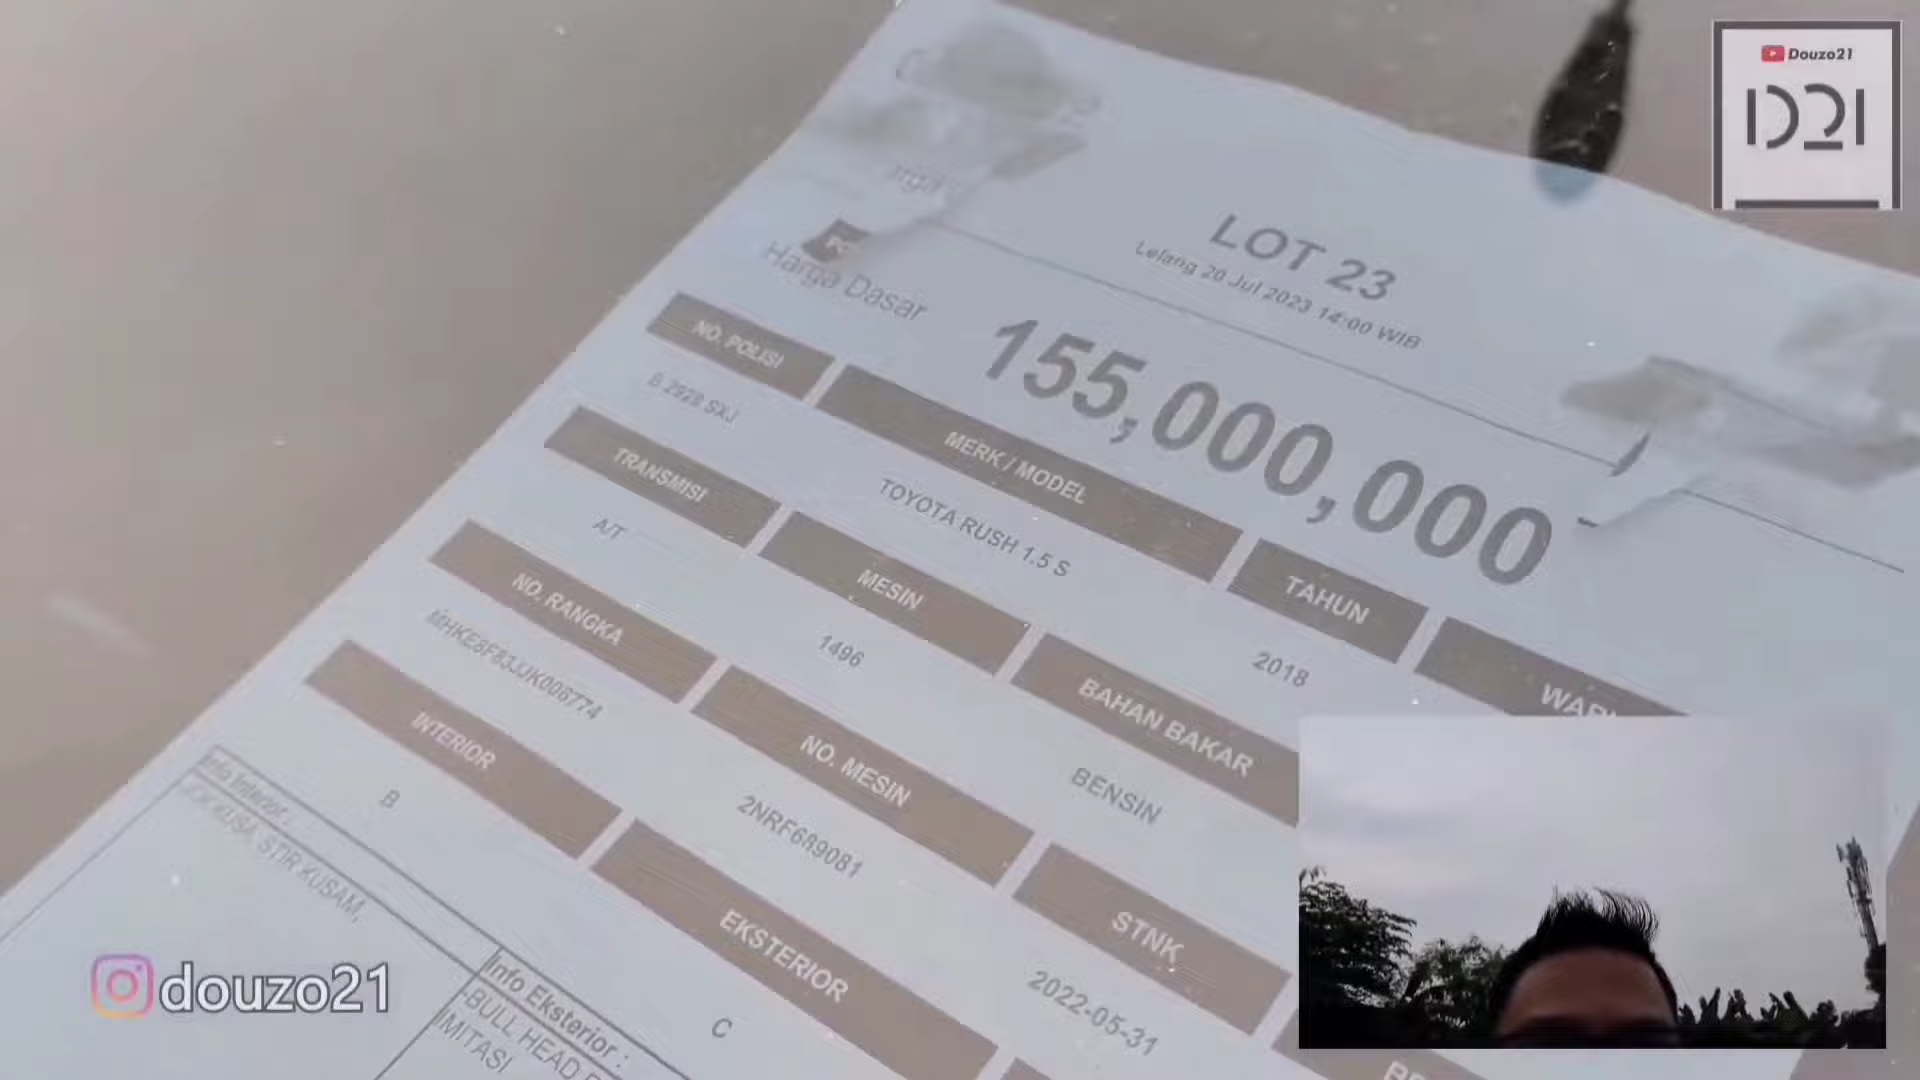 Douzo21
D21
LOT 23
Lelang 20 Jul 2023 14:00 WIB
Harga Dasar
155,000,000
NO. POLISI
MERK / MODEL
TAHUN
B 2928 SXJ
TOYOTA RUSH 1.5 S
2018
TRANSMISI
MESIN
BAHAN BAKAR
A/T
1496
BENSIN
NO. RANGKA
NO. MESIN
STNK
MHKE8F83JJK006774
2NRF689081
2022-05-31
INTERIOR
EKSTERIOR
B
C
Info Interior :
STIR KUSAM,
Info Eksterior :
-BULL HEAD
IMITASI
douzo21